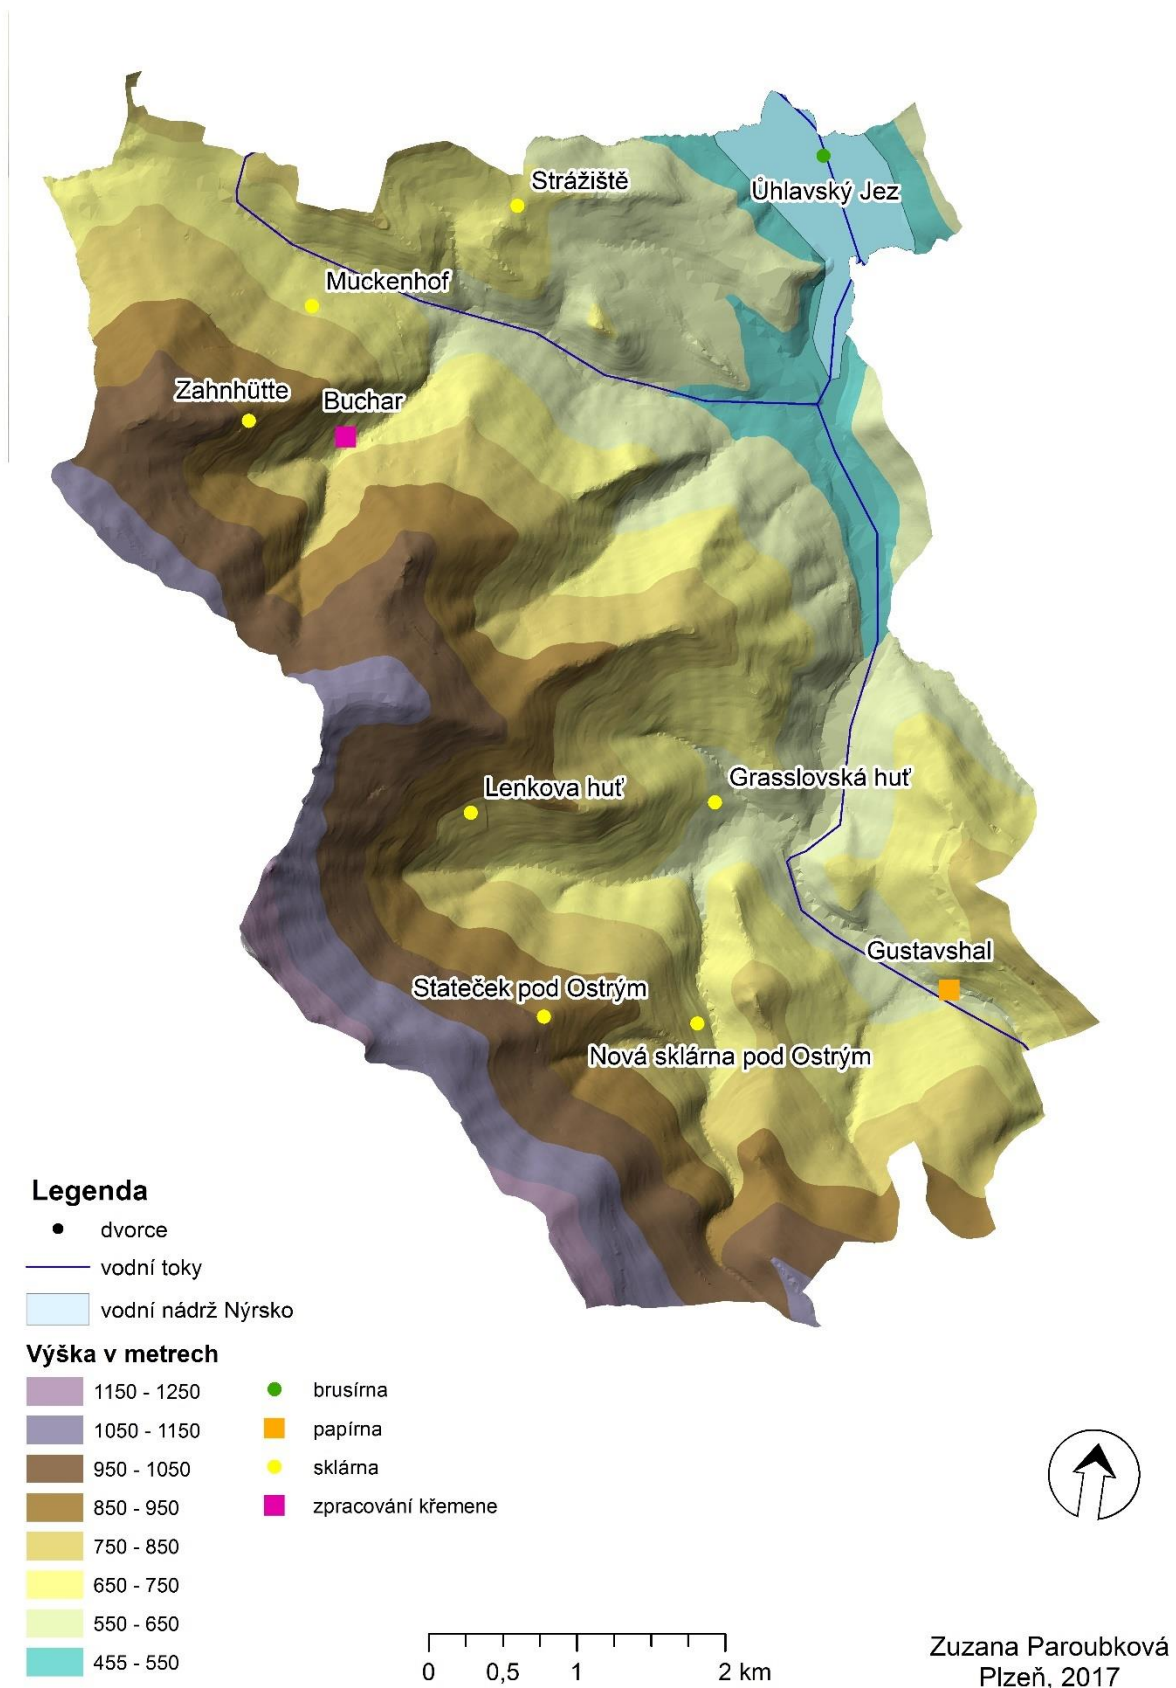 Strážiště
Ůhlavský Jez
Muckenhof
Zahnhütte
Buchar
Lenkova huť
Grasslovská huť
Gustavshal
Stateček pod Ostrým
Nová sklárna pod Ostrým
Legenda
dvorce
vodní toky
vodní nádrž Nýrsko
Výška v metrech
1150 - 1250
1050 - 1150
950 - 1050
850 - 950
750 - 850
650 - 750
550 - 650
455 - 550
brusírna
papírna
sklárna
zpracování křemene
0 0,5 1 2 km
Zuzana Paroubková
Plzeň, 2017